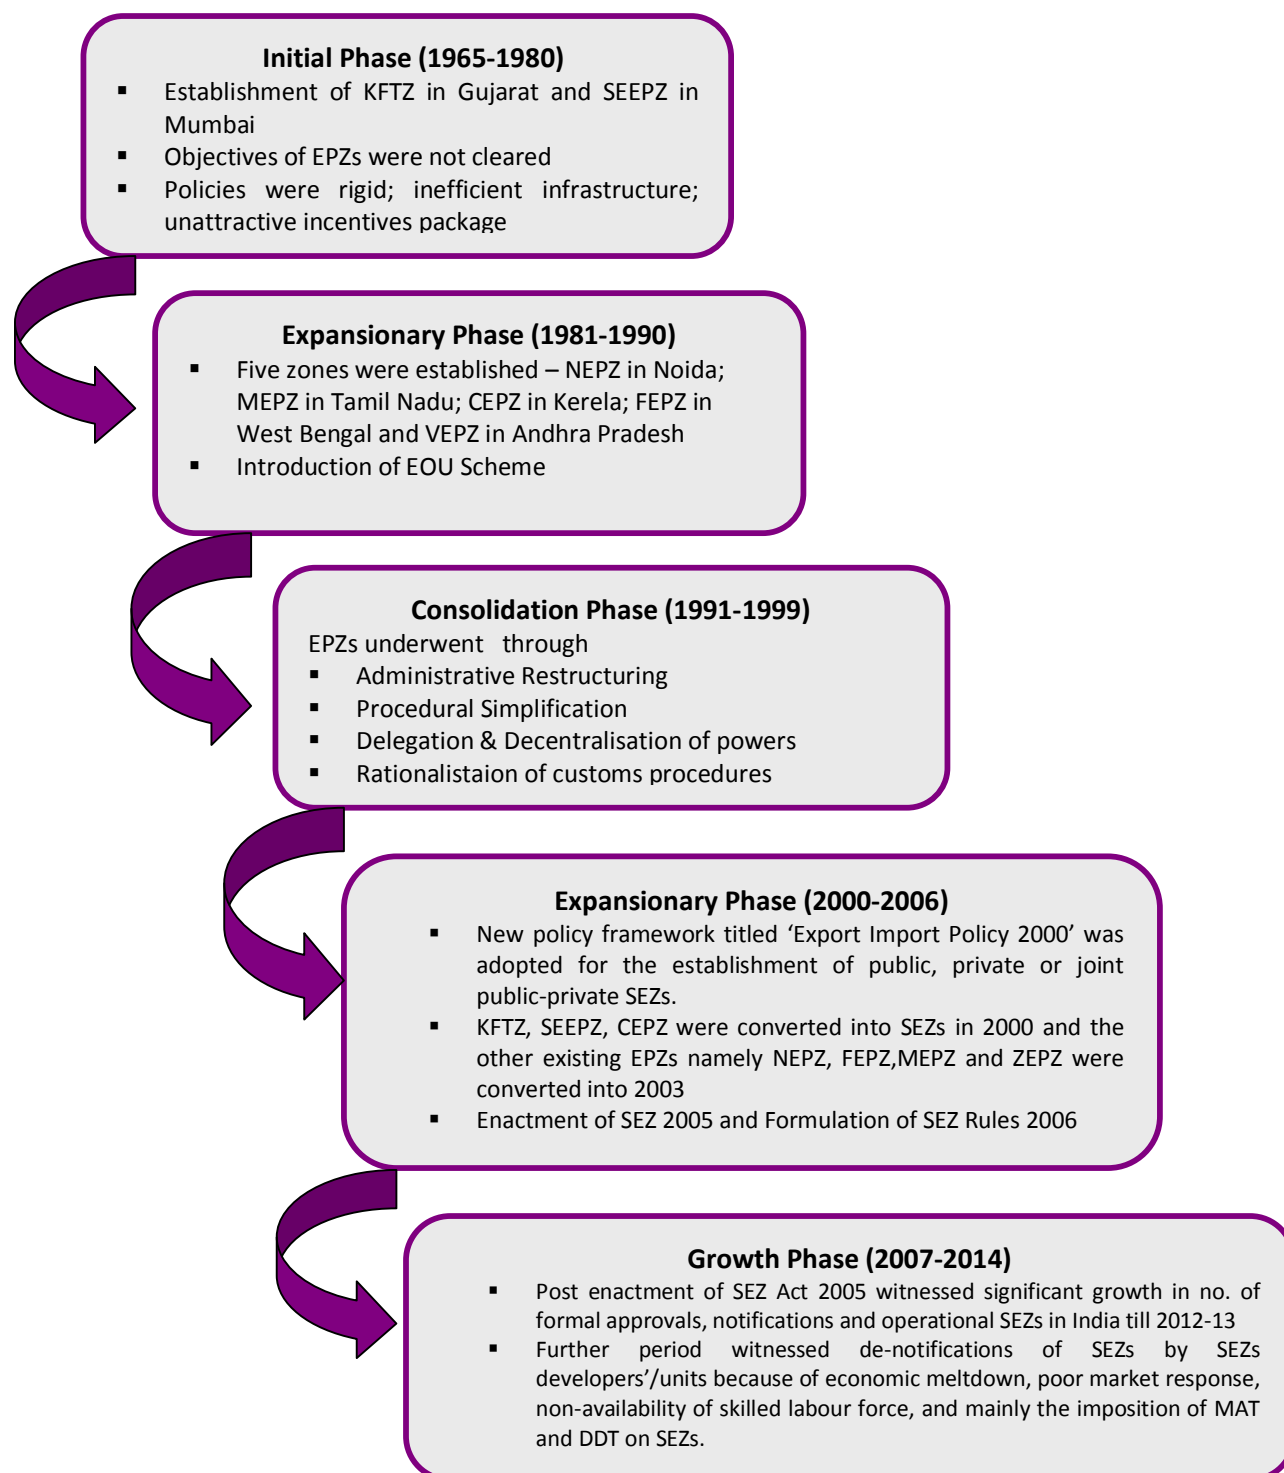 Initial Phase (1965-1980)
▪ Establishment of KFTZ in Gujarat and SEEPZ in
Mumbai
▪ Objectives of EPZs were not cleared
▪ Policies were rigid; inefficient infrastructure;
unattractive incentives package
Expansionary Phase (1981-1990)
▪ Five zones were established – NEPZ in Noida;
MEPZ in Tamil Nadu; CEPZ in Kerela; FEPZ in
West Bengal and VEPZ in Andhra Pradesh
▪ Introduction of EOU Scheme
Consolidation Phase (1991-1999)
EPZs underwent through
▪ Administrative Restructuring
▪ Procedural Simplification
▪ Delegation & Decentralisation of powers
▪ Rationalistaion of customs procedures
Expansionary Phase (2000-2006)
▪ New policy framework titled ‘Export Import Policy 2000’ was
adopted for the establishment of public, private or joint
public-private SEZs.
▪ KFTZ, SEEPZ, CEPZ were converted into SEZs in 2000 and the
other existing EPZs namely NEPZ, FEPZ,MEPZ and ZEPZ were
converted into 2003
▪ Enactment of SEZ 2005 and Formulation of SEZ Rules 2006
Growth Phase (2007-2014)
▪ Post enactment of SEZ Act 2005 witnessed significant growth in no. of
formal approvals, notifications and operational SEZs in India till 2012-13
▪ Further period witnessed de-notifications of SEZs by SEZs
developers’/units because of economic meltdown, poor market response,
non-availability of skilled labour force, and mainly the imposition of MAT
and DDT on SEZs.